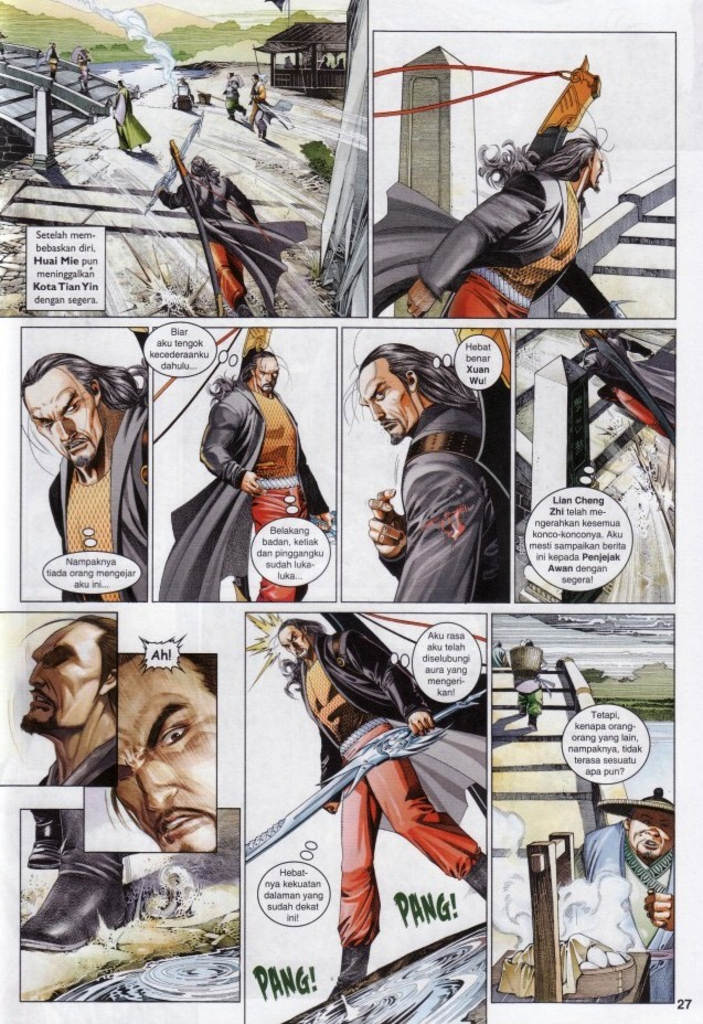 Setelah mem-
bebaskan diri,
Huai Mie pun
meninggalkan
Kota Tian Yin
dengan segera.
Nampaknya
tiada orang mengejar
aku ini...
Biar
aku tengok
kecederaanku
dahulu...
Belakang
badan, ketiak
dan pinggangku
sudah luka-
luka...
Hebat
benar
Xuan
Wu!
Lian Cheng
Zhi telah
mengerahkan kesemua
konco-konconya. Aku
mesti sampaikan berita
ini kepada Penjejak
Awan dengan
segera!
Ah!
Aku rasa
aku telah
diselubungi
aura yang
mengeri-
kan!
Hebat-
nya kekuatan
dalaman yang
sudah dekat
ini!
PANG!
PANG!
Tetapi,
kenapa orang-
orang yang lain,
nampaknya, tidak
terasa sesuatu
apa pun?
27